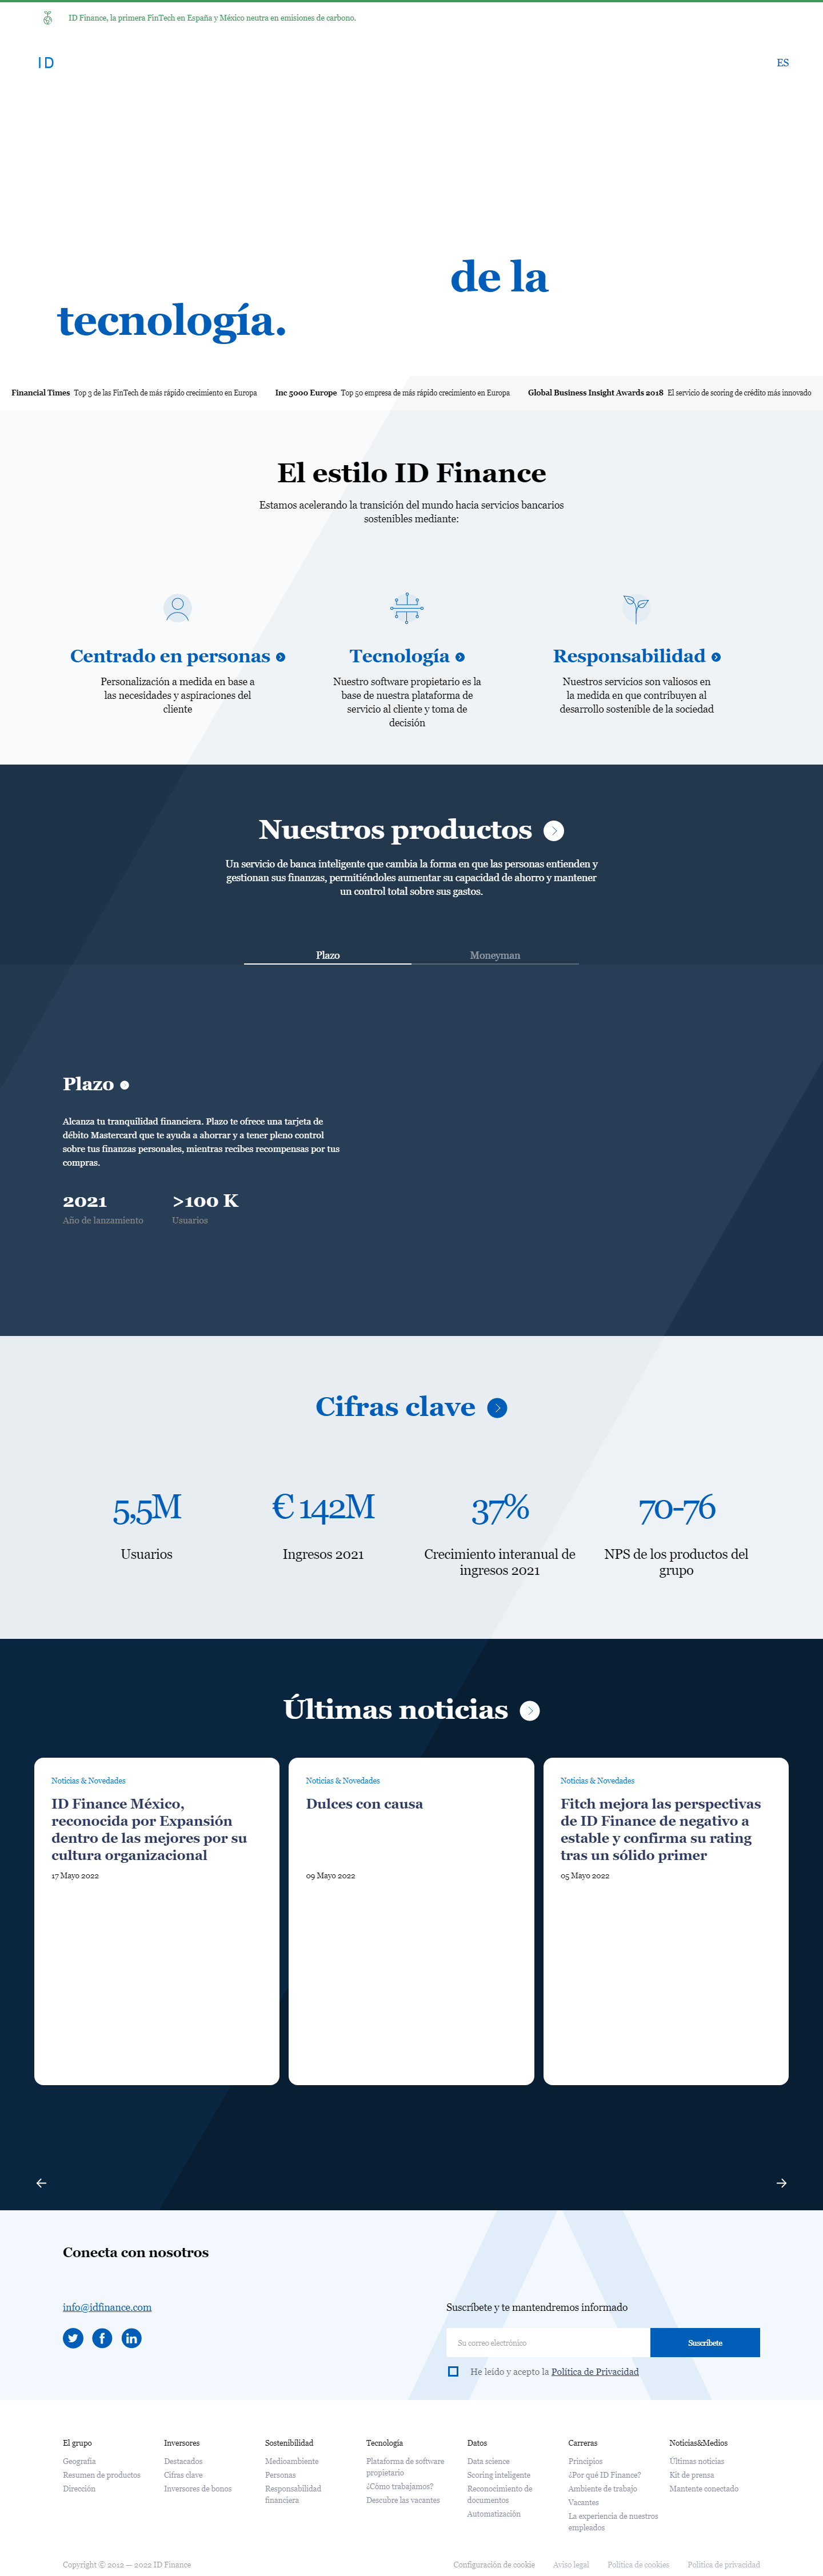 ID Finance, la primera FinTech en España y México neutra en emisiones de carbono.
ID
ES
de la
tecnología.
Financial Times Top 3 de las FinTech de más rápido crecimiento en Europa
Inc 5000 Europe Top 50 empresa de más rápido crecimiento en Europa
Global Business Insight Awards 2018 El servicio de scoring de crédito más innovado
El estilo ID Finance
Estamos acelerando la transición del mundo hacia servicios bancarios
sostenibles mediante:
Centrado en personas
Personalización a medida en base a
las necesidades y aspiraciones del
cliente
Tecnología
Nuestro software propietario es la
base de nuestra plataforma de
servicio al cliente y toma de
decisión
Responsabilidad
Nuestros servicios son valiosos en
la medida en que contribuyen al
desarrollo sostenible de la sociedad
Nuestros productos
Un servicio de banca inteligente que cambia la forma en que las personas entienden y
gestionan sus finanzas, permitiéndoles aumentar su capacidad de ahorro y mantener
un control total sobre sus gastos.
Plazo
Moneyman
Plazo
Alcanza tu tranquilidad financiera. Plazo te ofrece una tarjeta de
débito Mastercard que te ayuda a ahorrar y a tener pleno control
sobre tus finanzas personales, mientras recibes recompensas por tus
compras.
2021
Año de lanzamiento
>100 K
Usuarios
Cifras clave
5,5M
Usuarios
€ 142M
Ingresos 2021
37%
Crecimiento interanual de
ingresos 2021
70-76
NPS de los productos del
grupo
Últimas noticias
Noticias & Novedades
ID Finance México,
reconocida por Expansión
dentro de las mejores por su
cultura organizacional
17 Mayo 2022
Noticias & Novedades
Dulces con causa
09 Mayo 2022
Noticias & Novedades
Fitch mejora las perspectivas
de ID Finance de negativo a
estable y confirma su rating
tras un sólido primer
05 Mayo 2022
Conecta con nosotros
info@idfinance.com
Suscríbete y te mantendremos informado
Su correo electrónico
Suscríbete
He leído y acepto la Política de Privacidad
El grupo
Geografía
Resumen de productos
Dirección
Inversores
Destacados
Cifras clave
Inversores de bonos
Sostenibilidad
Medioambiente
Personas
Responsabilidad
financiera
Tecnología
Plataforma de software
propietario
¿Cómo trabajamos?
Descubre las vacantes
Datos
Data science
Scoring inteligente
Reconocimiento de
documentos
Automatización
Carreras
Principios
¿Por qué ID Finance?
Ambiente de trabajo
Vacantes
La experiencia de nuestros
empleados
Noticias&Medios
Últimas noticias
Kit de prensa
Mantente conectado
Copyright © 2012 — 2022 ID Finance
Configuración de cookie
Aviso legal
Política de cookies
Política de privacidad